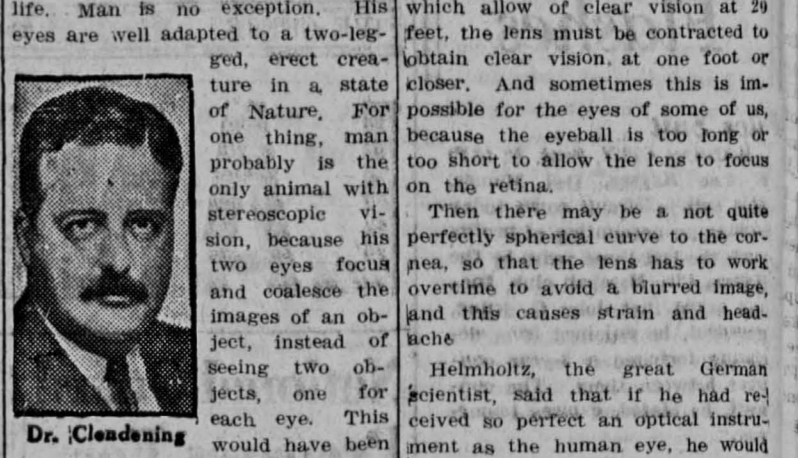 life. Man is no exception. His
eyes are well adapted to a two-leg-
ged, erect crea-
ture in a state
of Nature. For
one thing, man
probably is the
only animal with
stereoscopic vi-
sion, because his
two eyes focus
and coalesce the
images of an ob-
ject, instead of
seeing two ob-
jects, one for
each eye. This
would have been
Dr. Clendening
which allow of clear vision at 20
feet, the lens must be contracted to
obtain clear vision at one foot or
closer. And sometimes this is im-
possible for the eyes of some of us,
because the eyeball is too long or
too short to allow the lens to focus
on the retina.
Then there may be a not quite
perfectly spherical curve to the cor-
nea, so that the lens has to work
overtime to avoid a blurred image,
and this causes strain and head-
ache
Helmholtz, the great German
scientist, said that if he had re-
ceived so perfect an optical instru-
ment as the human eye, he would